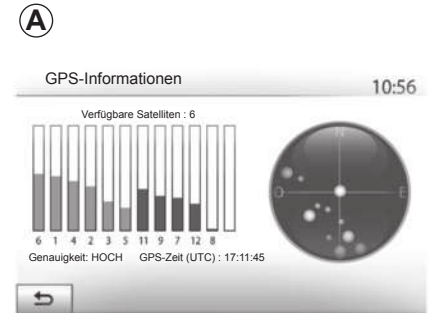 A
GPS-Informationen
10:56
Verfügbare Satelliten : 6
N
O
E
6 1 4 2 3 5 11 9 7 12 8
Genauigkeit: HOCH GPS-Zeit (UTC) : 17:11:45